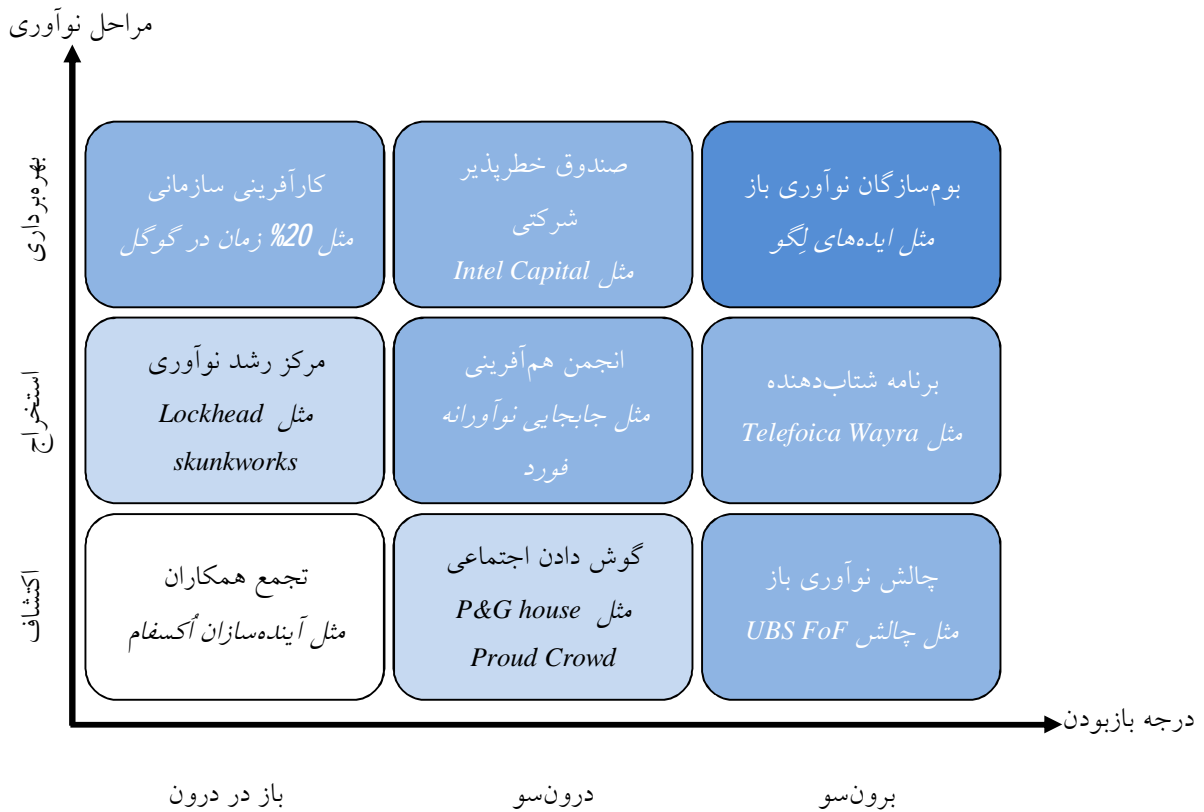 مراحل نوآوری
بهره‌برداری
کارآفرینی سازمانی
مثل 20% زمان در گوگل
صندوق خطرپذیر
شرکتی
مثل Intel Capital
بوم‌سازگان نوآوری باز
مثل ایده‌های لِگو
استخراج
مرکز رشد نوآوری
مثل Lockhead
skunkworks
انجمن هم‌آفرینی
مثل جابجایی نوآورانه
فورد
برنامه شتاب‌دهنده
مثل Telefoica Wayra
اکتشاف
تجمع همکاران
مثل آینده‌سازان اُکسفام
گوش دادن اجتماعی
مثل P&G house
Proud Crowd
چالش نوآوری باز
مثل چالش UBS FoF
درجه بازبودن
باز در درون
درون‌سو
برون‌سو